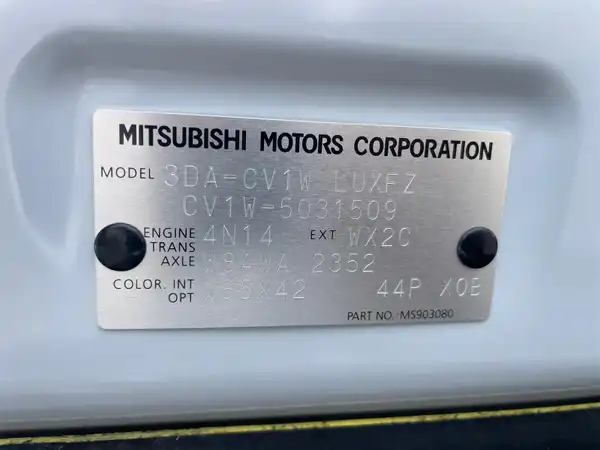 MITSUBISHI MOTORS CORPORATION
MODEL 3DA-CV1W LUXFZ
CV1W-5031509
ENGINE 4N14 EXT WX2C
TRANS
AXLE 2352
COLOR. INT 44P X0B
OPT
PART NO. MS903080